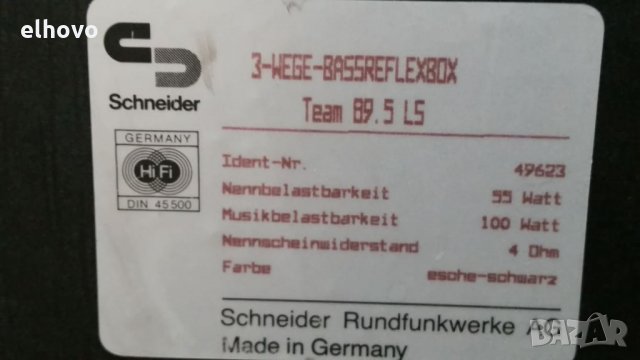 elhovo
Schneider
GERMANY
HiFi
DIN 45500
3-WEGE-BASSREFLEXBOX
Team 89.5 LS
Ident-Nr. 49623
Nennbelastbarkeit 55 Watt
Musikbelastbarkeit 100 Watt
Nennscheinwiderstand 4 Ohm
Farbe esche-schwarz
Schneider Rundfunkwerke AG
Made in Germany
BAZAR